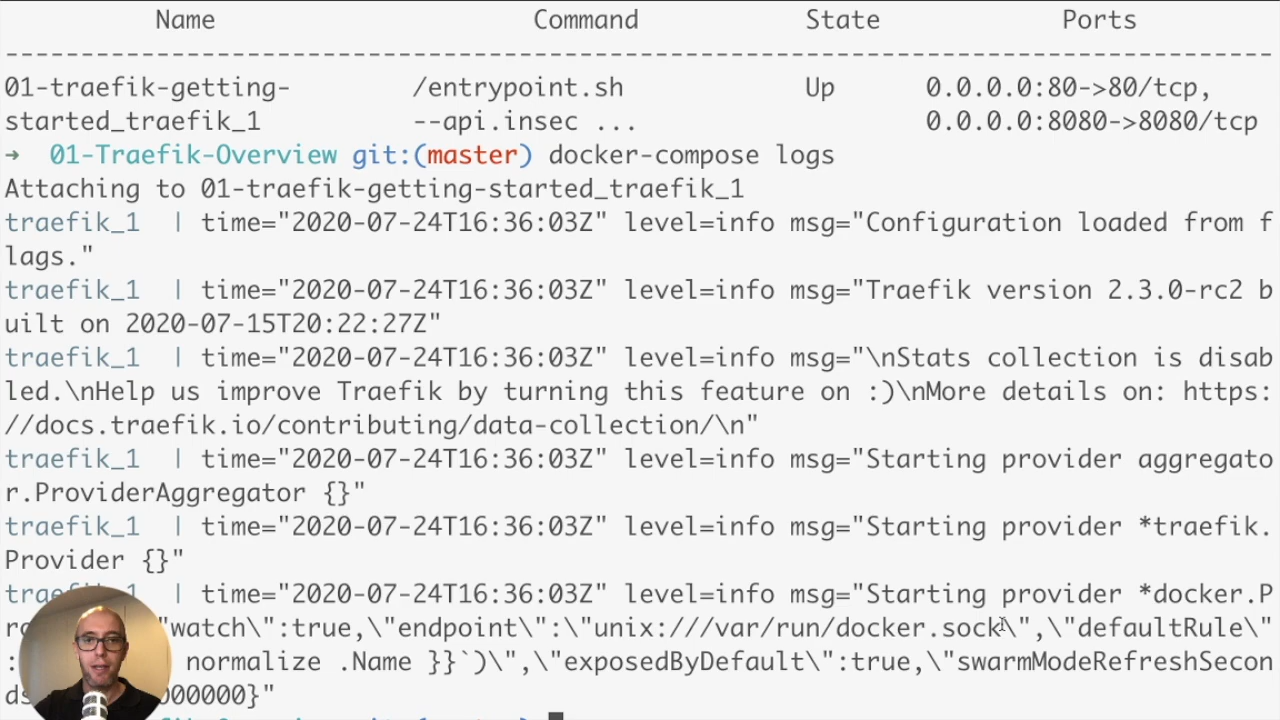 Name Command State Ports
------------------------------------------------------------------------------------
01-traefik-getting- /entrypoint.sh Up 0.0.0.0:80->80/tcp,
started_traefik_1 --api.insec ... 0.0.0.0:8080->8080/tcp
→ 01-Traefik-Overview git:(master) docker-compose logs
Attaching to 01-traefik-getting-started_traefik_1
traefik_1 | time="2020-07-24T16:36:03Z" level=info msg="Configuration loaded from f
lags."
traefik_1 | time="2020-07-24T16:36:03Z" level=info msg="Traefik version 2.3.0-rc2 b
uilt on 2020-07-15T20:22:27Z"
traefik_1 | time="2020-07-24T16:36:03Z" level=info msg="\nStats collection is disab
led.\nHelp us improve Traefik by turning this feature on :)\nMore details on: https:
//docs.traefik.io/contributing/data-collection/\n"
traefik_1 | time="2020-07-24T16:36:03Z" level=info msg="Starting provider aggregato
r.ProviderAggregator {}"
traefik_1 | time="2020-07-24T16:36:03Z" level=info msg="Starting provider *traefik.
Provider {}"
traefik_1 | time="2020-07-24T16:36:03Z" level=info msg="Starting provider *docker.P
"watch\":true,\"endpoint\":\"unix:///var/run/docker.sock\",\"defaultRule\"
: normalize .Name }}`)\",\"exposedByDefault\":true,\"swarmModeRefreshSecon
ds 000000}"